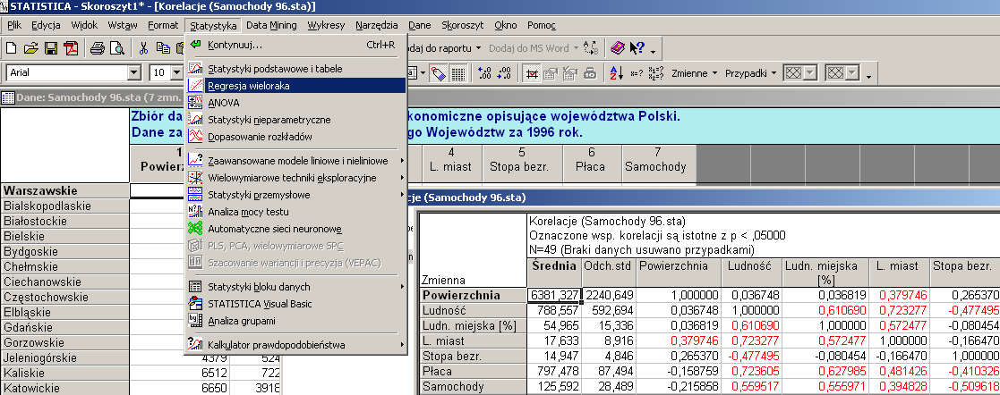 STATISTICA - Skoroszyt1* - [Korelacje (Samochody 96.sta)]
Plik Edycja Widok Wstaw Format Statystyka Data Mining Wykresy Narzędzia Dane Skoroszyt Okno Pomoc
Kontynuuj... Ctrl+R
odaj do raportu Dodaj do MS Word
Arial 10
Zmienne Przypadki
Statystyki podstawowe i tabele
Regresja wieloraka
ANOVA
Statystyki nieparametryczne
Dopasowanie rozkładów
Zaawansowane modele liniowe i nieliniowe
Wielowymiarowe techniki eksploracyjne
Statystyki przemysłowe
Analiza mocy testu
Automatyczne sieci neuronowe
PLS, PCA, wielowymiarowe SPC
Szacowanie wariancji i precyzja (VEPAC)
Statystyki bloku danych
STATISTICA Visual Basic
Analiza grupami
Kalkulator prawdopodobieństwa
Dane: Samochody 96.sta (7 zmn.
Zbiór da konomiczne opisujące województwa Polski.
Dane za go Województw za 1996 rok.
1 4 5 6 7
Powierz L. miast Stopa bezr. Płaca Samochody
Warszawskie
Bialskopodlaskie
Białostockie
Bielskie
Bydgoskie
Chełmskie
Ciechanowskie
Częstochowskie
Elbląskie
Gdańskie
Gorzowskie
Jeleniogórskie 4379 524
Kaliskie 6512 722
Katowickie 6650 3918
cje (Samochody 96.sta)
Korelacje (Samochody 96.sta)
Oznaczone wsp. korelacji są istotne z p < ,05000
N=49 (Braki danych usuwano przypadkami)
Zmienna Średnia Odch.std Powierzchnia Ludność Ludn. miejska [%] L. miast Stopa bezr.
Powierzchnia 6381,327 2240,649 1,000000 0,036748 0,036819 0,379746 0,265370
Ludność 788,557 592,694 0,036748 1,000000 0,610690 0,723277 -0,477495
Ludn. miejska [%] 54,965 15,336 0,036819 0,610690 1,000000 0,572477 -0,080454
L. miast 17,633 8,916 0,379746 0,723277 0,572477 1,000000 -0,166470
Stopa bezr. 14,947 4,846 0,265370 -0,477495 -0,080454 -0,166470 1,000000
Płaca 797,478 87,494 -0,158759 0,723605 0,627985 0,481426 -0,410326
Samochody 125,592 28,489 -0,215858 0,559517 0,555971 0,394828 -0,509618